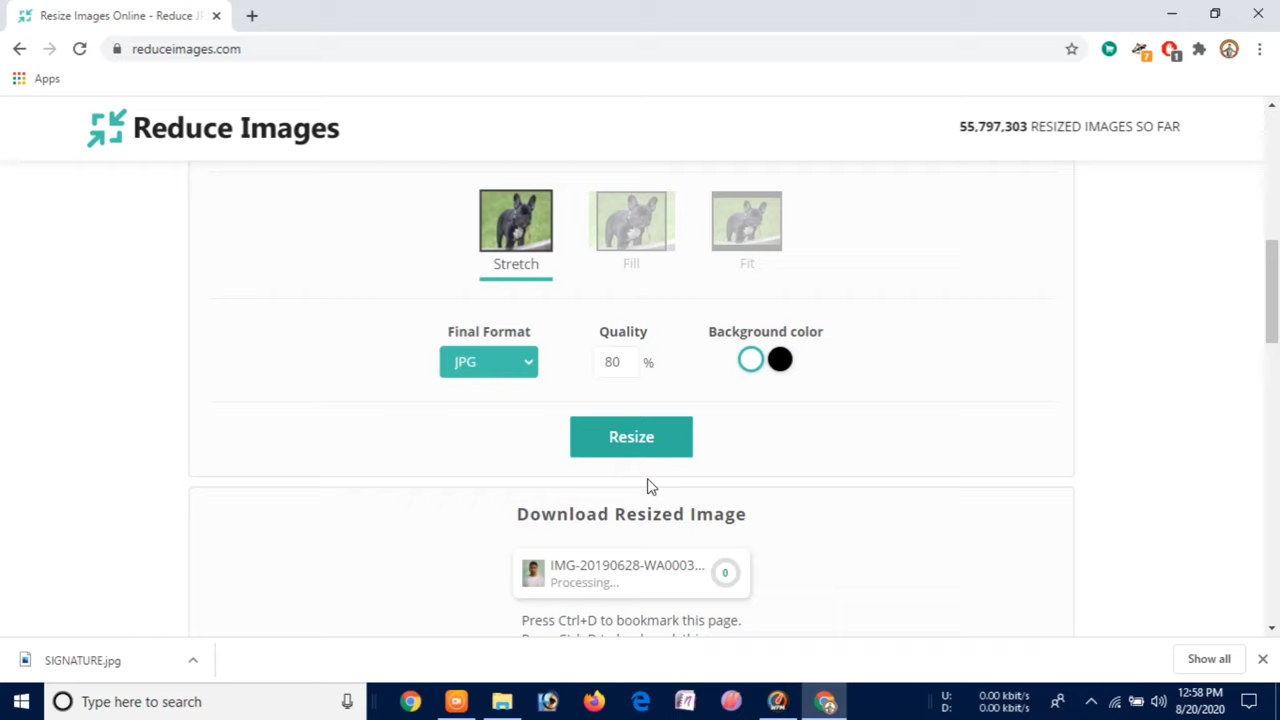 Resize Images Online - Reduce J
reduceimages.com
7
1
Apps
Reduce Images
55,797,303 RESIZED IMAGES SO FAR
Stretch
Fill
Fit
Final Format
Quality
Background color
JPG
80
%
Resize
Download Resized Image
IMG-20190628-WA0003...
Processing...
0
Press Ctrl+D to bookmark this page.
SIGNATURE.jpg
Show all
Type here to search
U:
0.00 kbit/s
D:
0.00 kbit/s
12:58 PM
8/20/2020